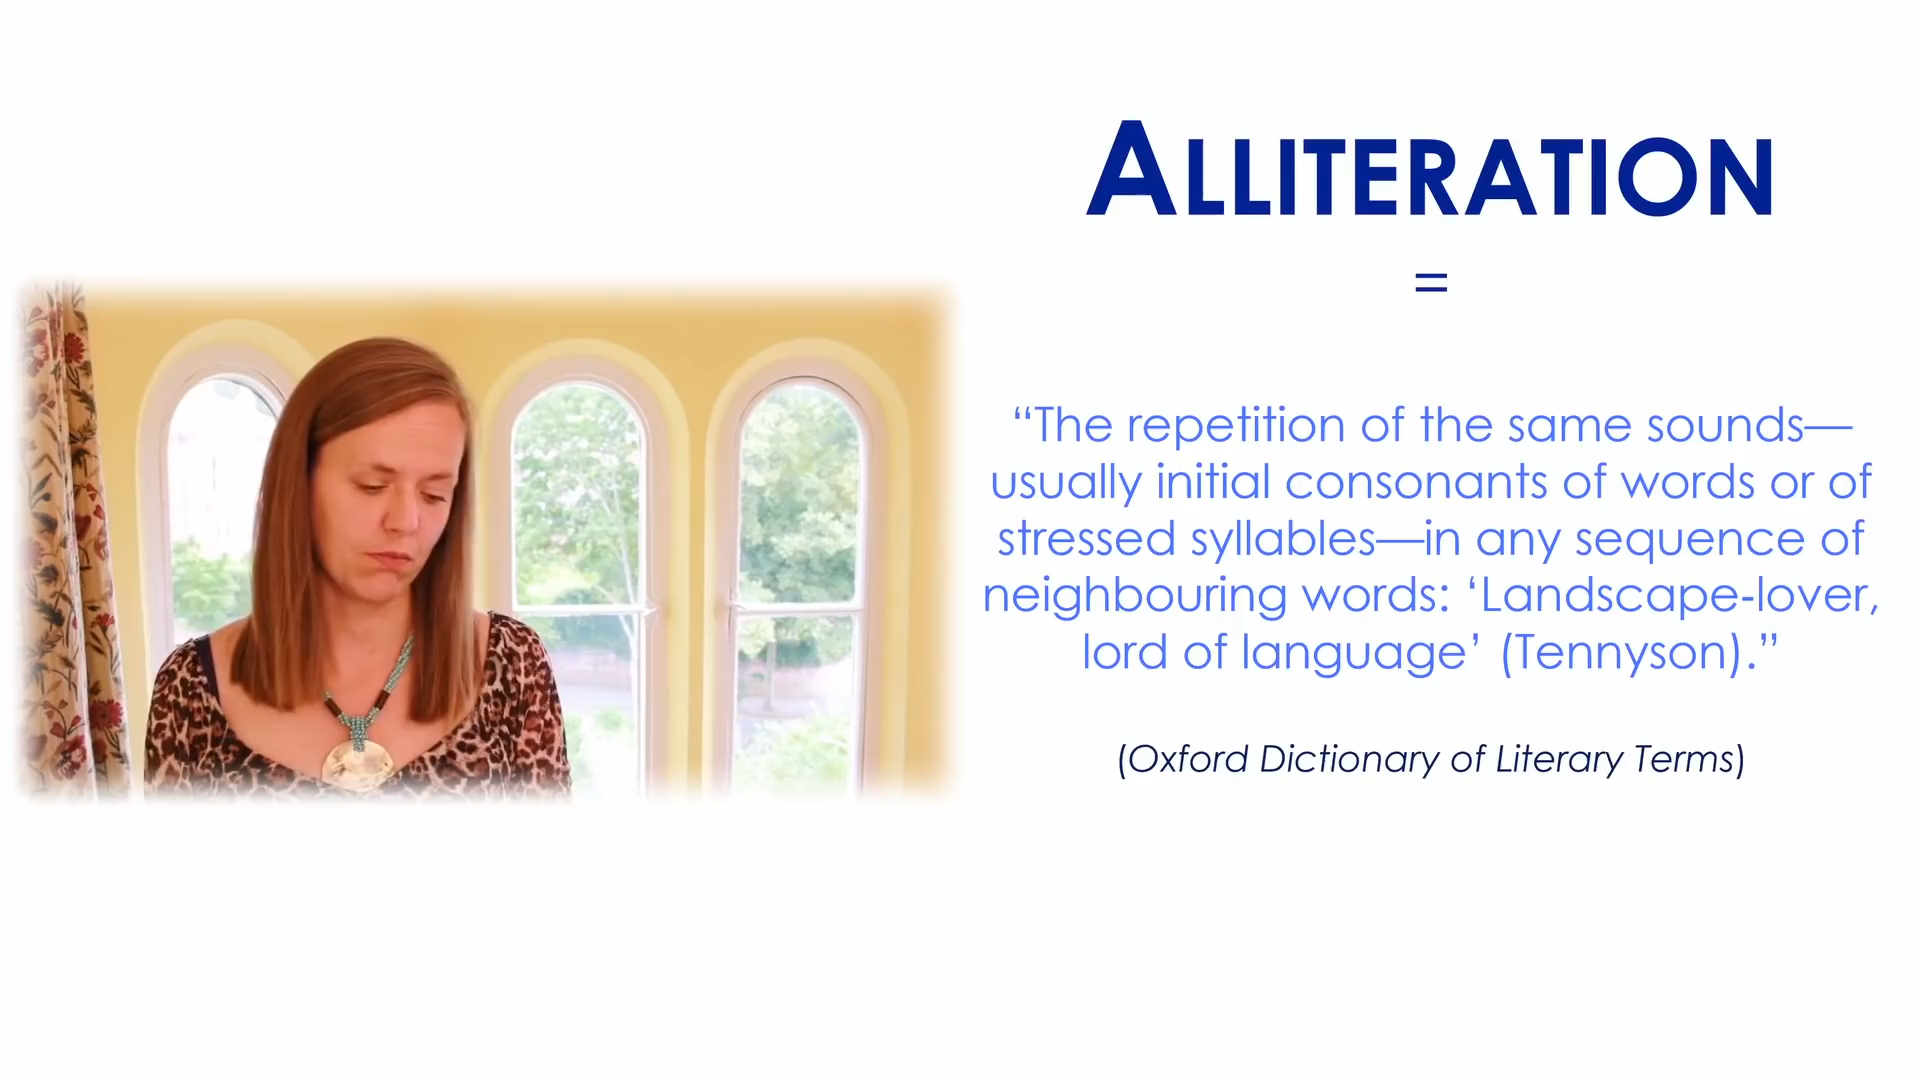 ALLITERATION
=
“The repetition of the same sounds—
usually initial consonants of words or of
stressed syllables—in any sequence of
neighbouring words: ‘Landscape-lover,
lord of language’ (Tennyson).”
(Oxford Dictionary of Literary Terms)